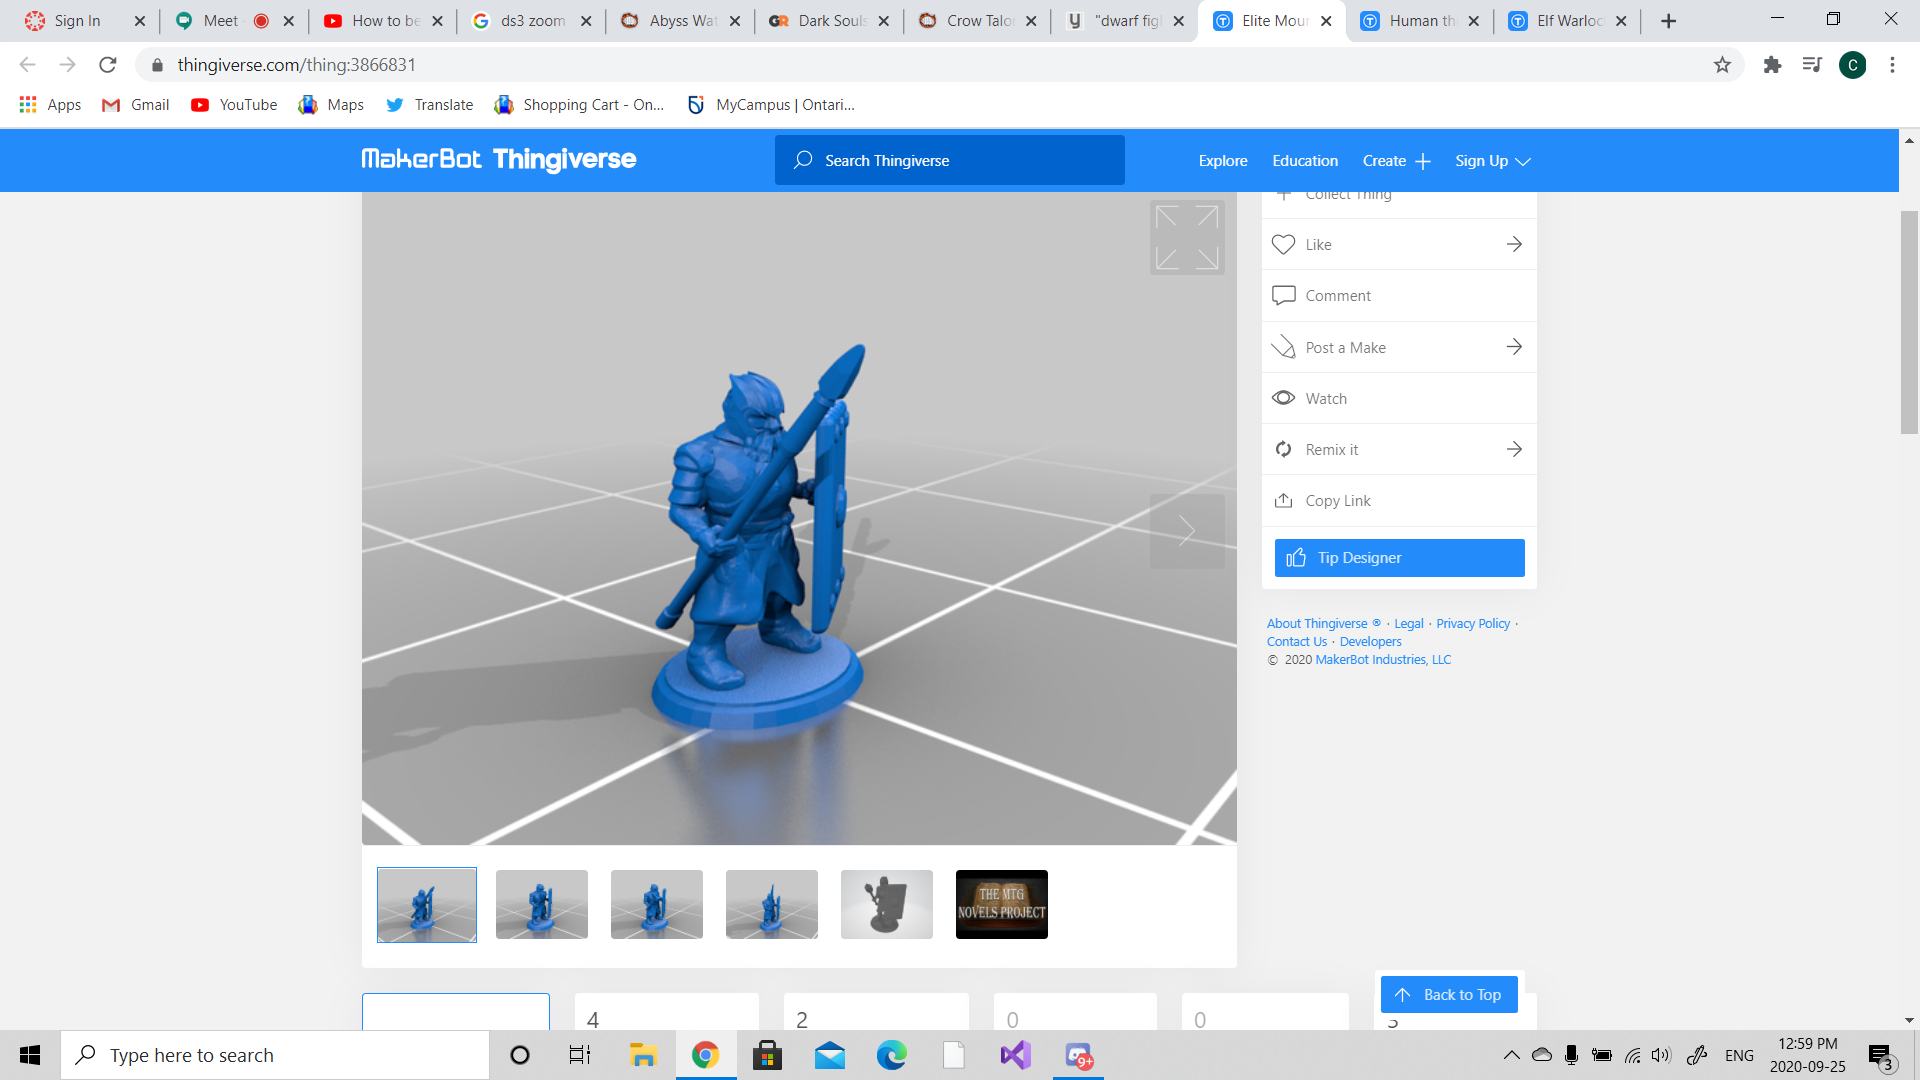 Sign In
Meet
How to be
ds3 zoom
Abyss Wat
Dark Souls
Crow Talo
"dwarf figh
Elite Moun
Human th
Elf Warloc
thingiverse.com/thing:3866831
C
Apps
Gmail
YouTube
Maps
Translate
Shopping Cart - On...
MyCampus | Ontari...
MakerBot Thingiverse
Search Thingiverse
Explore
Education
Create
Sign Up
Collect Thing
Like
Comment
Post a Make
Watch
Remix it
Copy Link
Tip Designer
About Thingiverse ® · Legal · Privacy Policy ·
Contact Us · Developers
© 2020 MakerBot Industries, LLC
THE MTG
NOVELS PROJECT
4
2
0
0
Back to Top
Type here to search
9+
ENG
12:59 PM
2020-09-25
3